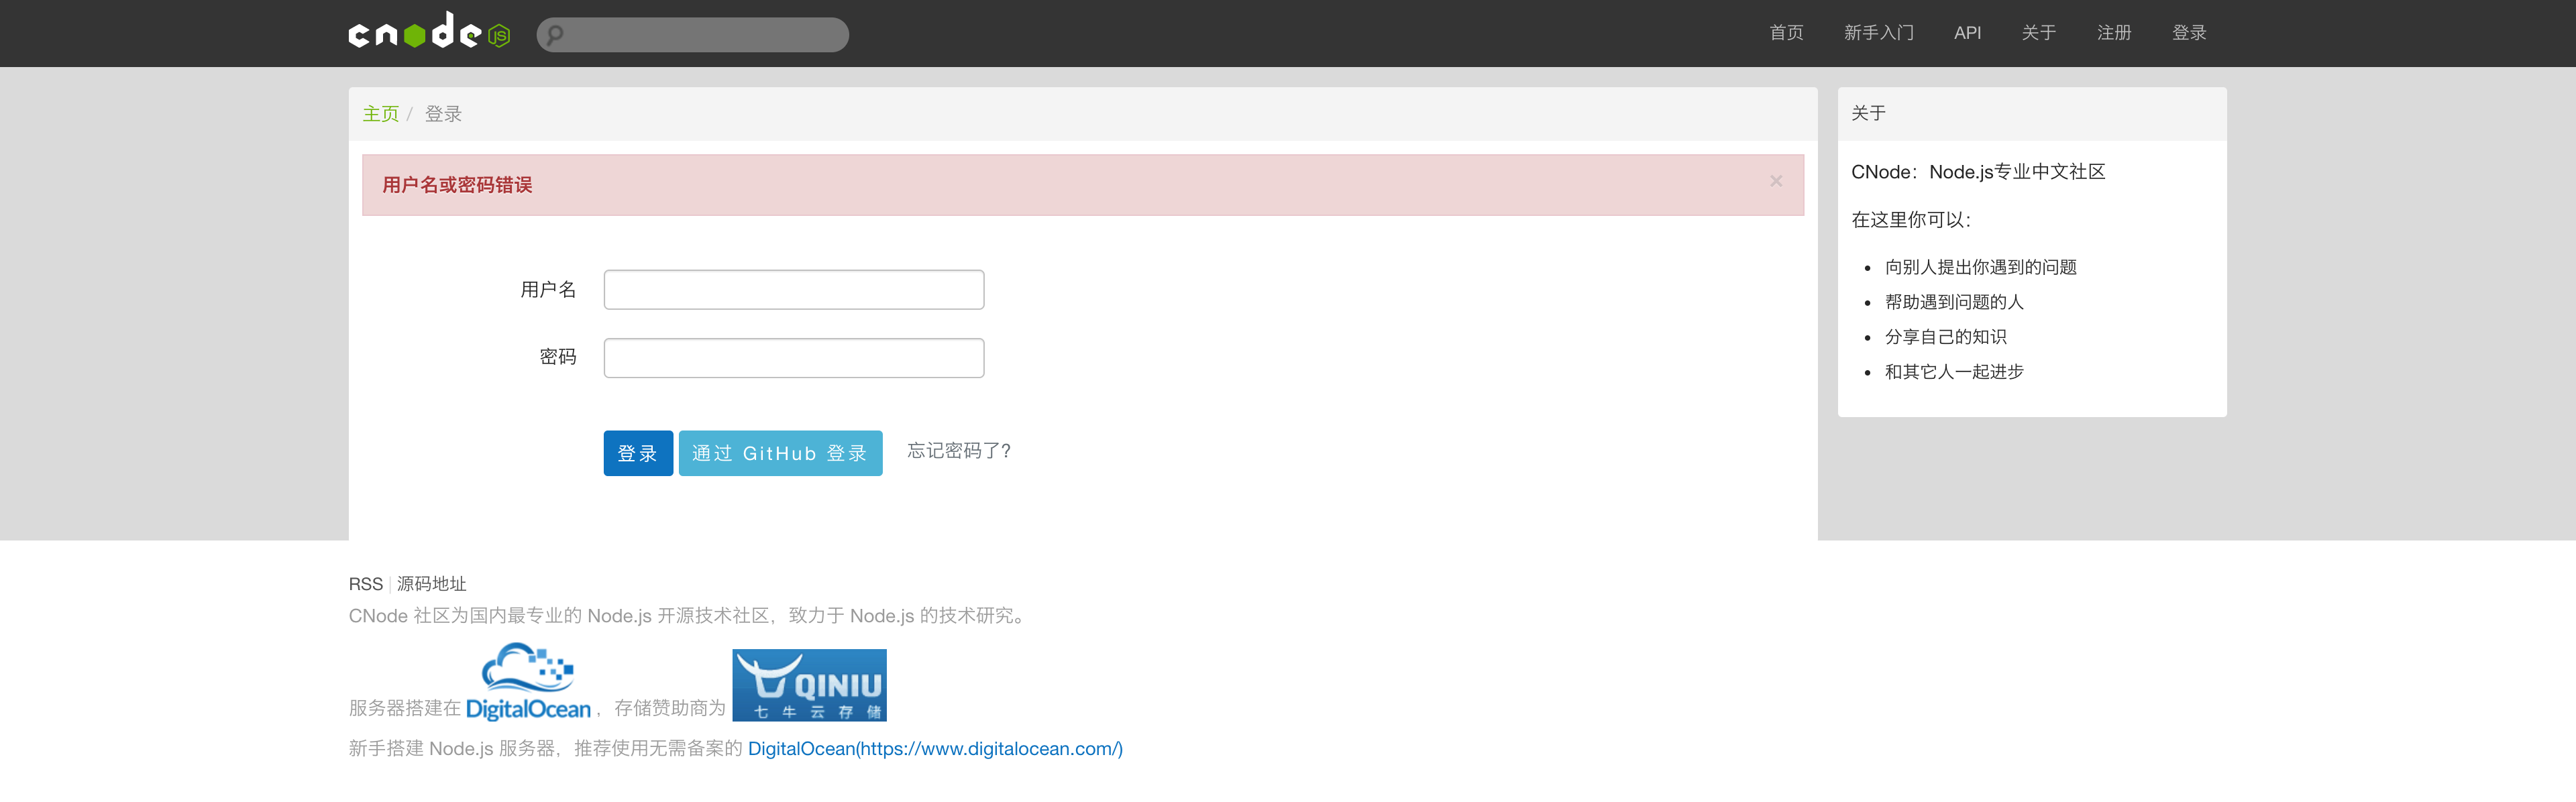 cnode JS
首页 新手入门 API 关于 注册 登录
主页 / 登录
用户名或密码错误 ×
用户名
密码
登录 通过 GitHub 登录 忘记密码了?
关于
CNode：Node.js专业中文社区
在这里你可以：
• 向别人提出你遇到的问题
• 帮助遇到问题的人
• 分享自己的知识
• 和其它人一起进步
RSS | 源码地址
CNode 社区为国内最专业的 Node.js 开源技术社区，致力于 Node.js 的技术研究。
服务器搭建在 DigitalOcean ，存储赞助商为 QINIU 七牛云存储
新手搭建 Node.js 服务器，推荐使用无需备案的 DigitalOcean(https://www.digitalocean.com/)